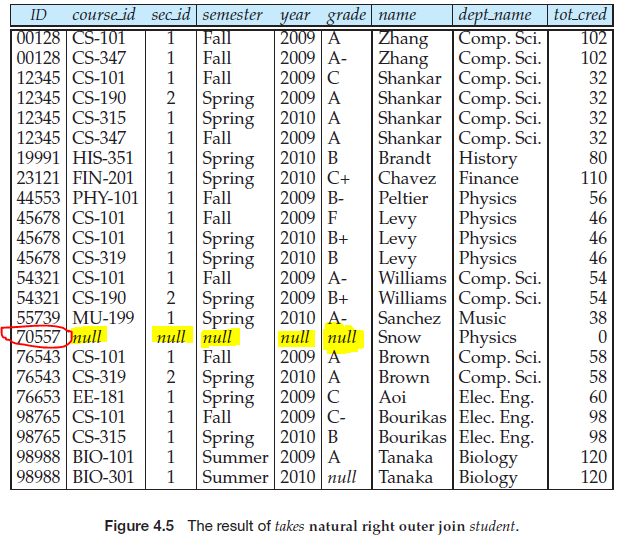 ID course_id sec_id semester year grade name dept_name tot_cred
00128 CS-101 1 Fall 2009 A Zhang Comp. Sci. 102
00128 CS-347 1 Fall 2009 A- Zhang Comp. Sci. 102
12345 CS-101 1 Fall 2009 C Shankar Comp. Sci. 32
12345 CS-190 2 Spring 2009 A Shankar Comp. Sci. 32
12345 CS-315 1 Spring 2010 A Shankar Comp. Sci. 32
12345 CS-347 1 Fall 2009 A Shankar Comp. Sci. 32
19991 HIS-351 1 Spring 2010 B Brandt History 80
23121 FIN-201 1 Spring 2010 C+ Chavez Finance 110
44553 PHY-101 1 Fall 2009 B- Peltier Physics 56
45678 CS-101 1 Fall 2009 F Levy Physics 46
45678 CS-101 1 Spring 2010 B+ Levy Physics 46
45678 CS-319 1 Spring 2010 B Levy Physics 46
54321 CS-101 1 Fall 2009 A- Williams Comp. Sci. 54
54321 CS-190 2 Spring 2009 B+ Williams Comp. Sci. 54
55739 MU-199 1 Spring 2010 A- Sanchez Music 38
70557 null null null null null Snow Physics 0
76543 CS-101 1 Fall 2009 A Brown Comp. Sci. 58
76543 CS-319 2 Spring 2010 A Brown Comp. Sci. 58
76653 EE-181 1 Spring 2009 C Aoi Elec. Eng. 60
98765 CS-101 1 Fall 2009 C- Bourikas Elec. Eng. 98
98765 CS-315 1 Spring 2010 B Bourikas Elec. Eng. 98
98988 BIO-101 1 Summer 2009 A Tanaka Biology 120
98988 BIO-301 1 Summer 2010 null Tanaka Biology 120
Figure 4.5 The result of takes natural right outer join student.